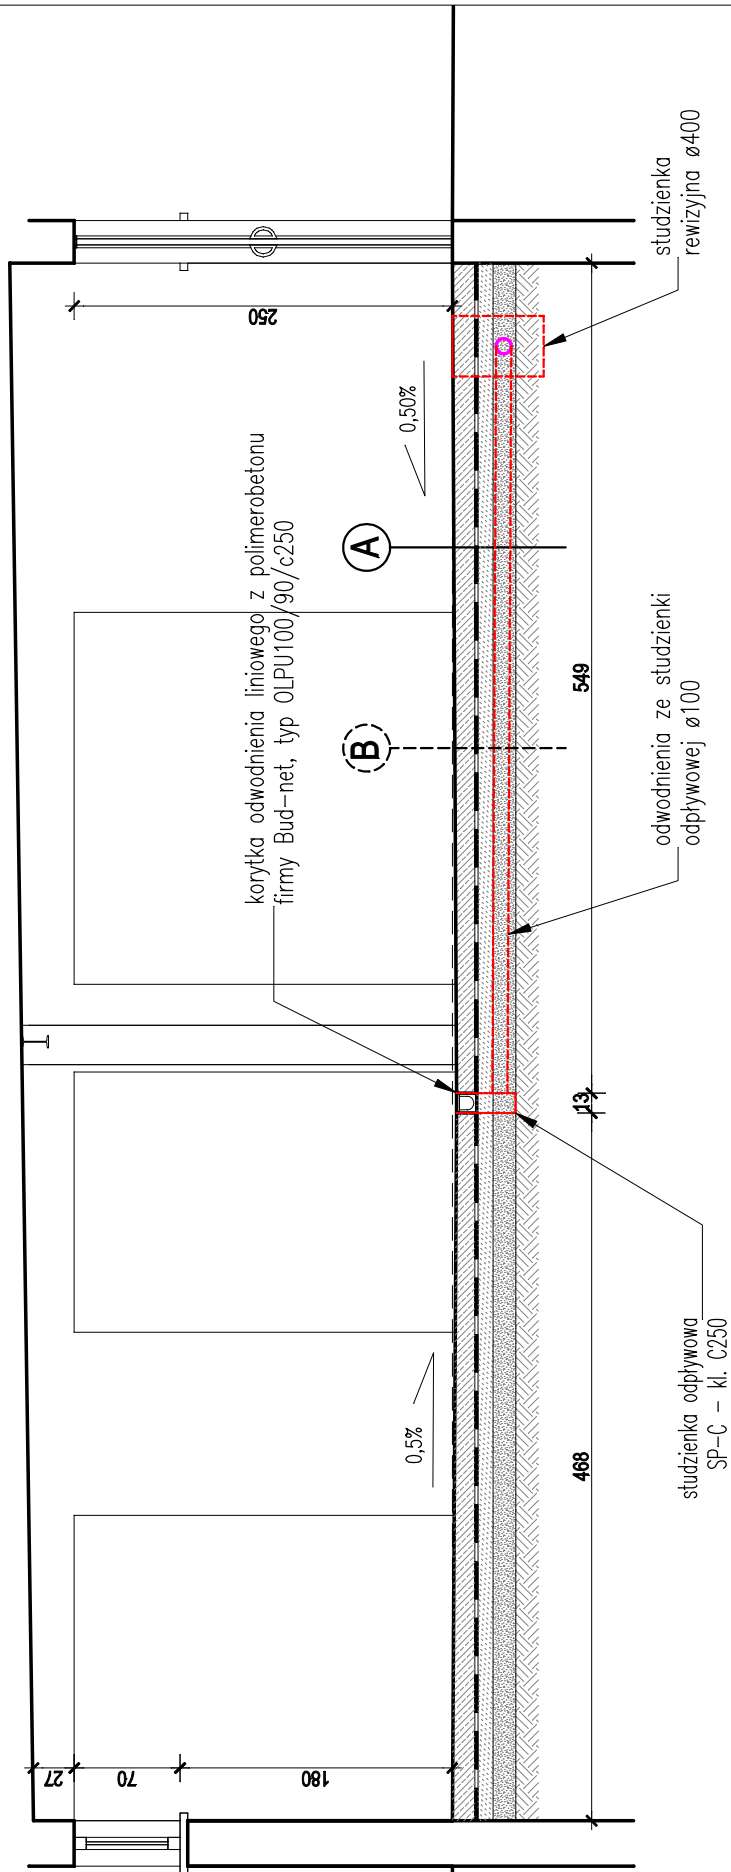 korytka odwodnienia liniowego z polimerobetonu
firmy Bud-net, typ OLPU100/90/c250
27
70
180
250
0,5%
0,50%
B
A
468
13
549
studzienka odpływowa
SP-C - kl. C250
odwodnienia ze studzienki
odpływowej ø100
studzienka
rewizyjna ø400